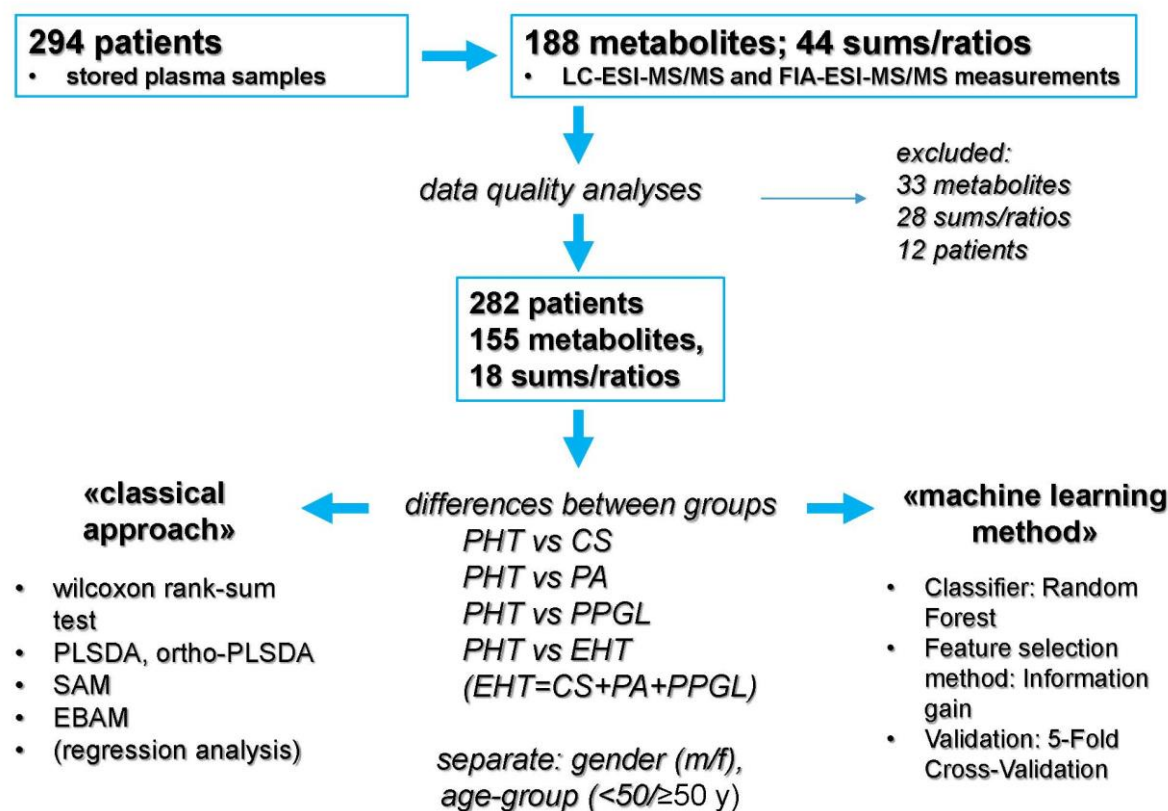 294 patients
• stored plasma samples
188 metabolites; 44 sums/ratios
• LC-ESI-MS/MS and FIA-ESI-MS/MS measurements
data quality analyses
excluded:
33 metabolites
28 sums/ratios
12 patients
282 patients
155 metabolites,
18 sums/ratios
«classical
approach»
• wilcoxon rank-sum
test
• PLSDA, ortho-PLSDA
• SAM
• EBAM
• (regression analysis)
differences between groups
PHT vs CS
PHT vs PA
PHT vs PPGL
PHT vs EHT
(EHT=CS+PA+PPGL)
separate: gender (m/f),
age-group (<50/≥50 y)
«machine learning
method»
• Classifier: Random
Forest
• Feature selection
method: Information
gain
• Validation: 5-Fold
Cross-Validation